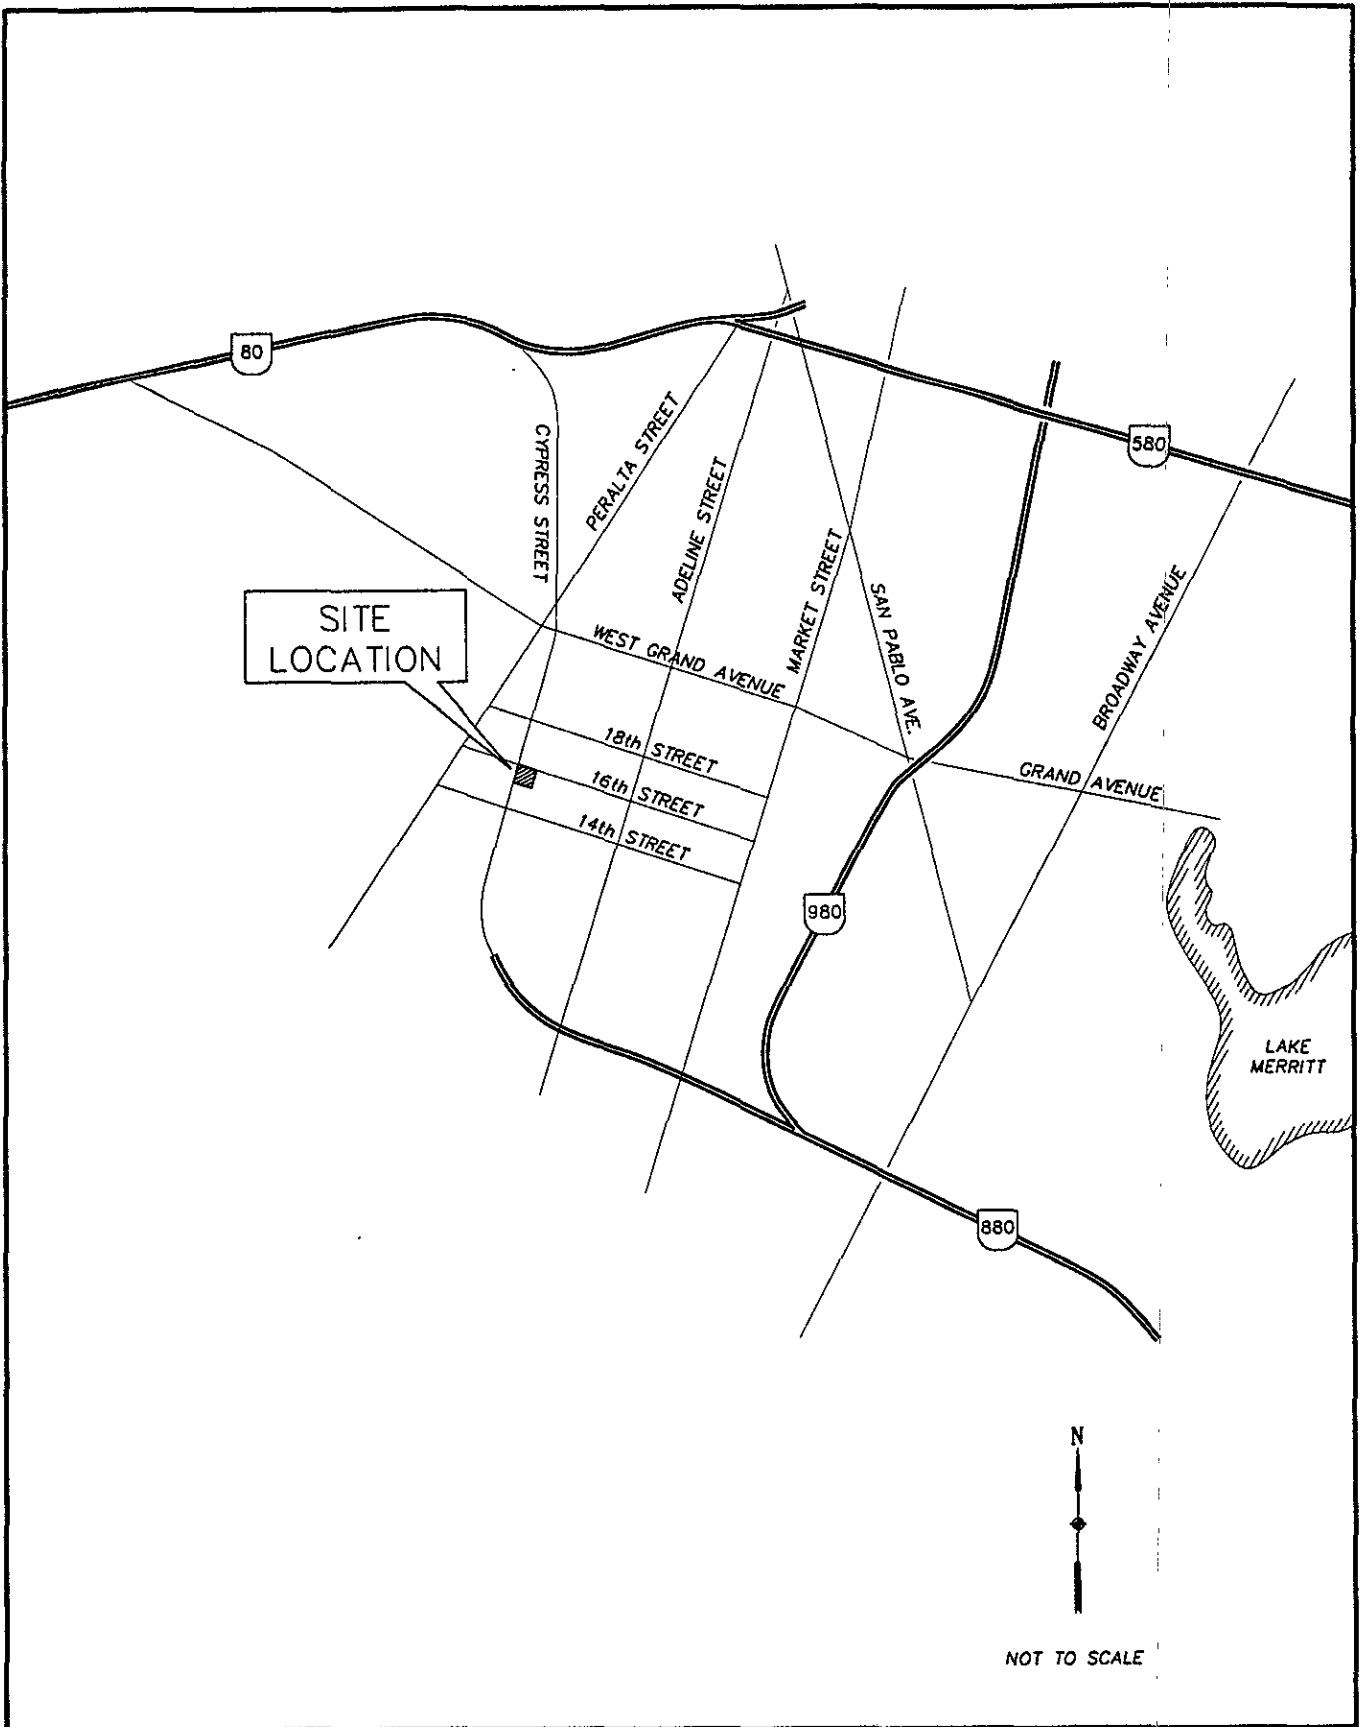 80
580
CYPRESS STREET
PERALTA STREET
ADELINE STREET
MARKET STREET
SAN PABLO AVE.
BROADWAY AVENUE
SITE
LOCATION
WEST GRAND AVENUE
18th STREET
16th STREET
14th STREET
GRAND AVENUE
980
LAKE
MERRITT
880
N
NOT TO SCALE